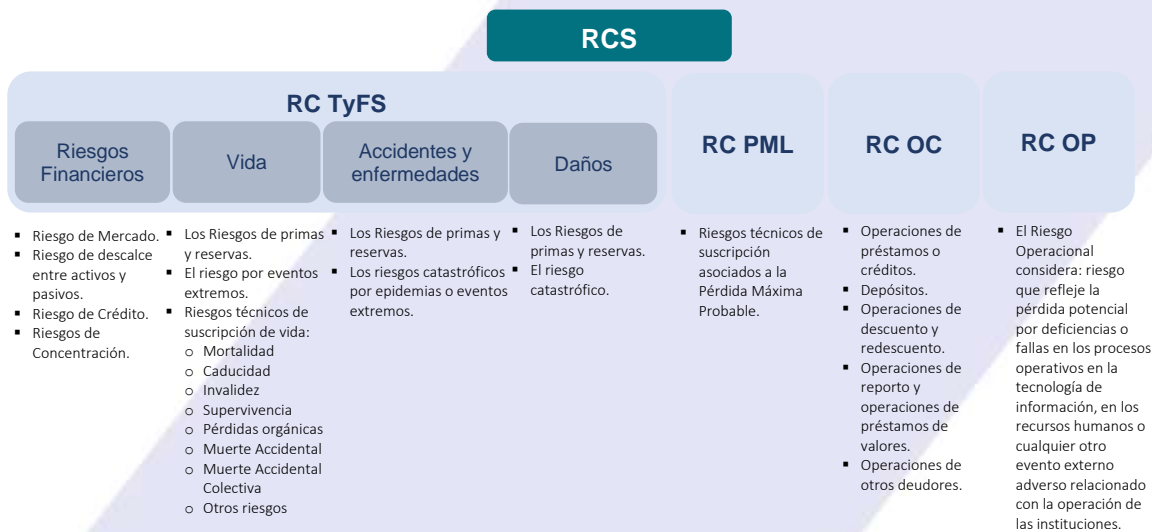 RCS
RC TyFS
Riesgos
Financieros
Vida
Accidentes y
enfermedades
Daños
RC PML
RC OC
RC OP
▪ Riesgo de Mercado.
▪ Riesgo de descalce
entre activos y
pasivos.
▪ Riesgo de Crédito.
▪ Riesgos de
Concentración.
▪ Los Riesgos de primas
y reservas.
▪ El riesgo por eventos
extremos.
▪ Riesgos técnicos de
suscripción de vida:
o Mortalidad
o Caducidad
o Invalidez
o Supervivencia
o Pérdidas orgánicas
o Muerte Accidental
o Muerte Accidental
Colectiva
o Otros riesgos
▪ Los Riesgos de primas y
reservas.
▪ Los riesgos catastróficos
por epidemias o eventos
extremos.
▪ Los Riesgos de
primas y reservas.
▪ El riesgo
catastrófico.
▪ Riesgos técnicos de
suscripción
asociados a la
Pérdida Máxima
Probable.
▪ Operaciones de
préstamos o
créditos.
▪ Depósitos.
▪ Operaciones de
descuento y
redescuento.
▪ Operaciones de
reporto y
operaciones de
préstamos de
valores.
▪ Operaciones de
otros deudores.
▪ El Riesgo
Operacional
considera: riesgo
que refleje la
pérdida potencial
por deficiencias o
fallas en los procesos
operativos en la
tecnología de
información, en los
recursos humanos o
cualquier otro
evento externo
adverso relacionado
con la operación de
las instituciones.